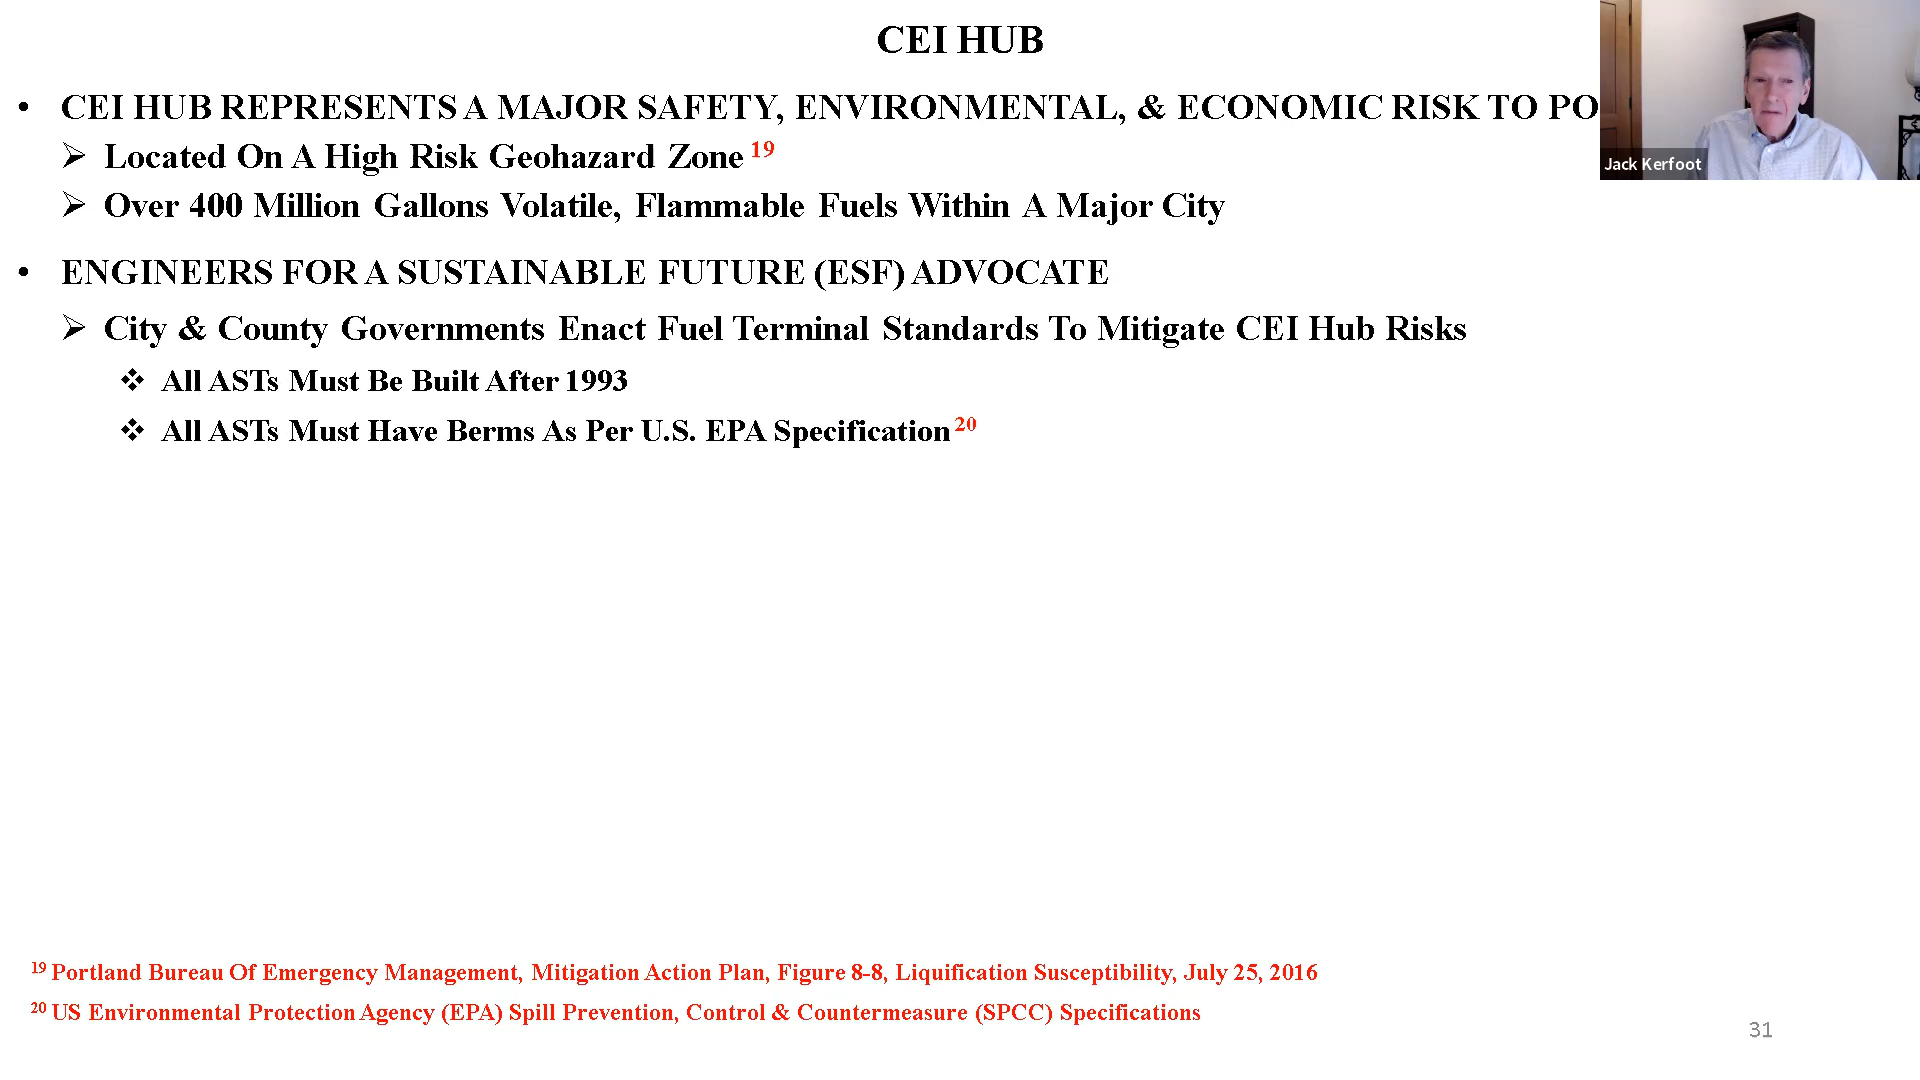 CEI HUB
• CEI HUB REPRESENTS A MAJOR SAFETY, ENVIRONMENTAL, & ECONOMIC RISK TO PO
➢ Located On A High Risk Geohazard Zone 19
➢ Over 400 Million Gallons Volatile, Flammable Fuels Within A Major City
• ENGINEERS FOR A SUSTAINABLE FUTURE (ESF) ADVOCATE
➢ City & County Governments Enact Fuel Terminal Standards To Mitigate CEI Hub Risks
❖ All ASTs Must Be Built After 1993
❖ All ASTs Must Have Berms As Per U.S. EPA Specification 20
19 Portland Bureau Of Emergency Management, Mitigation Action Plan, Figure 8-8, Liquification Susceptibility, July 25, 2016
20 US Environmental Protection Agency (EPA) Spill Prevention, Control & Countermeasure (SPCC) Specifications
31
Jack Kerfoot